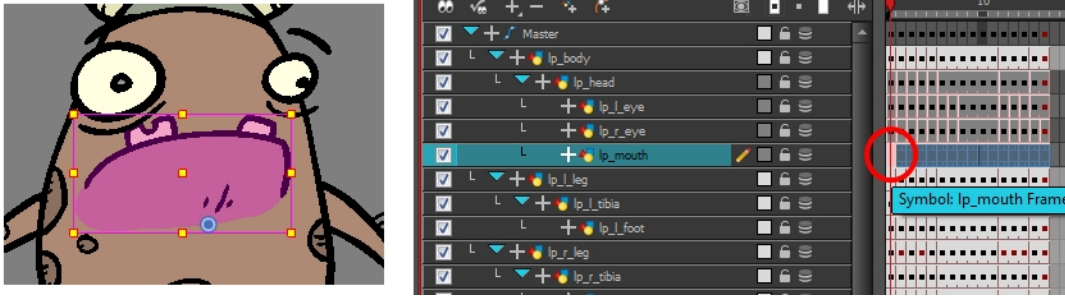 10
Master
lp_body
lp_head
lp_l_eye
lp_r_eye
lp_mouth
lp_l_leg
lp_l_tibia
Symbol: lp_mouth Frame
lp_l_foot
lp_r_leg
lp_r_tibia